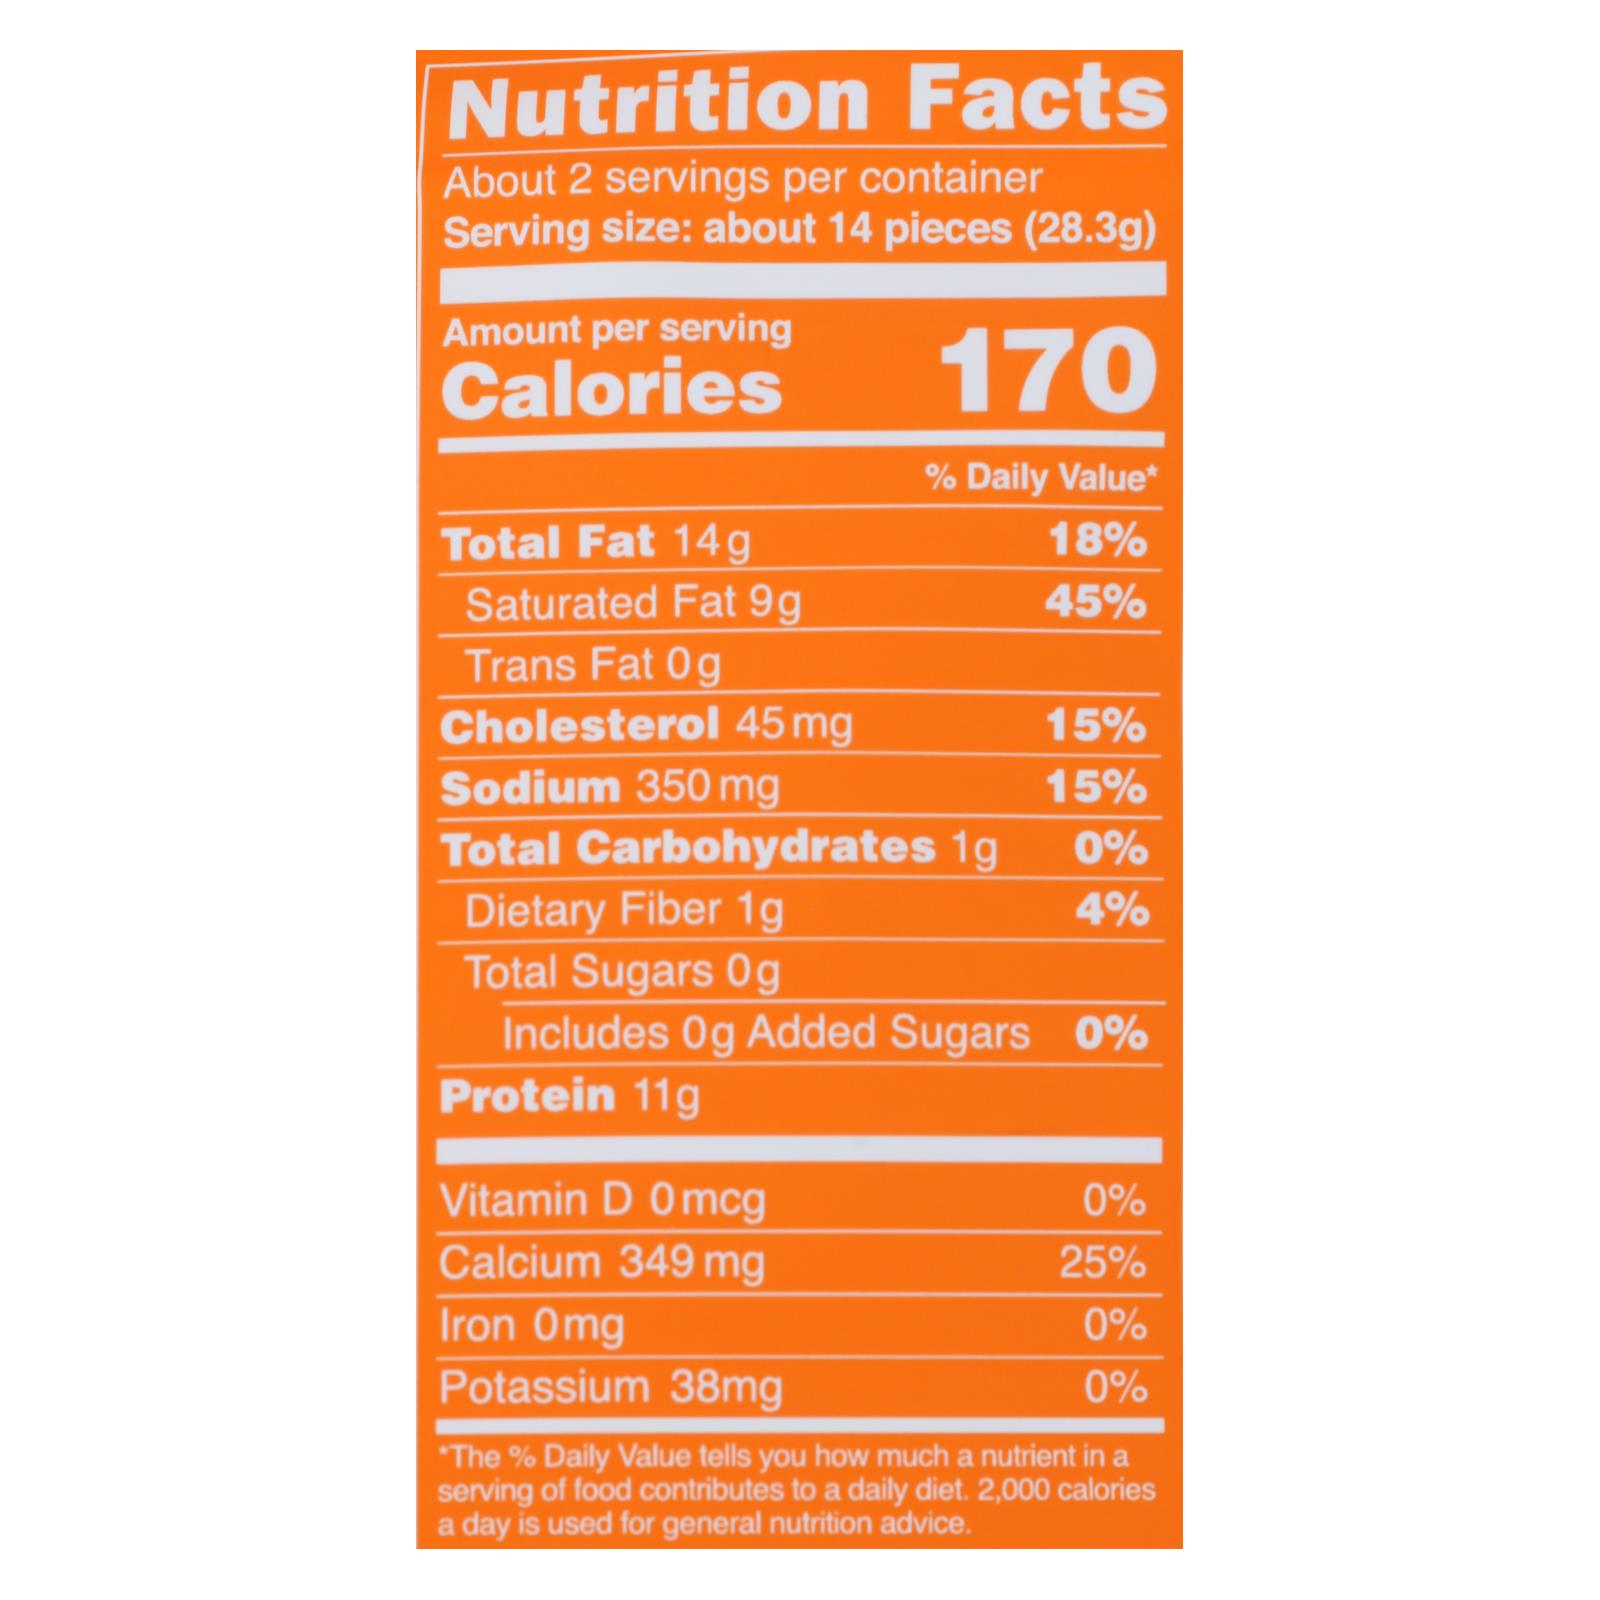 Nutrition Facts
About 2 servings per container
Serving size: about 14 pieces (28.3g)
Amount per serving
Calories 170
% Daily Value*
Total Fat 14g 18%
Saturated Fat 9g 45%
Trans Fat 0g
Cholesterol 45mg 15%
Sodium 350mg 15%
Total Carbohydrates 1g 0%
Dietary Fiber 1g 4%
Total Sugars 0g
Includes 0g Added Sugars 0%
Protein 11g
Vitamin D 0mcg 0%
Calcium 349mg 25%
Iron 0mg 0%
Potassium 38mg 0%
*The % Daily Value tells you how much a nutrient in a
serving of food contributes to a daily diet. 2,000 calories
a day is used for general nutrition advice.